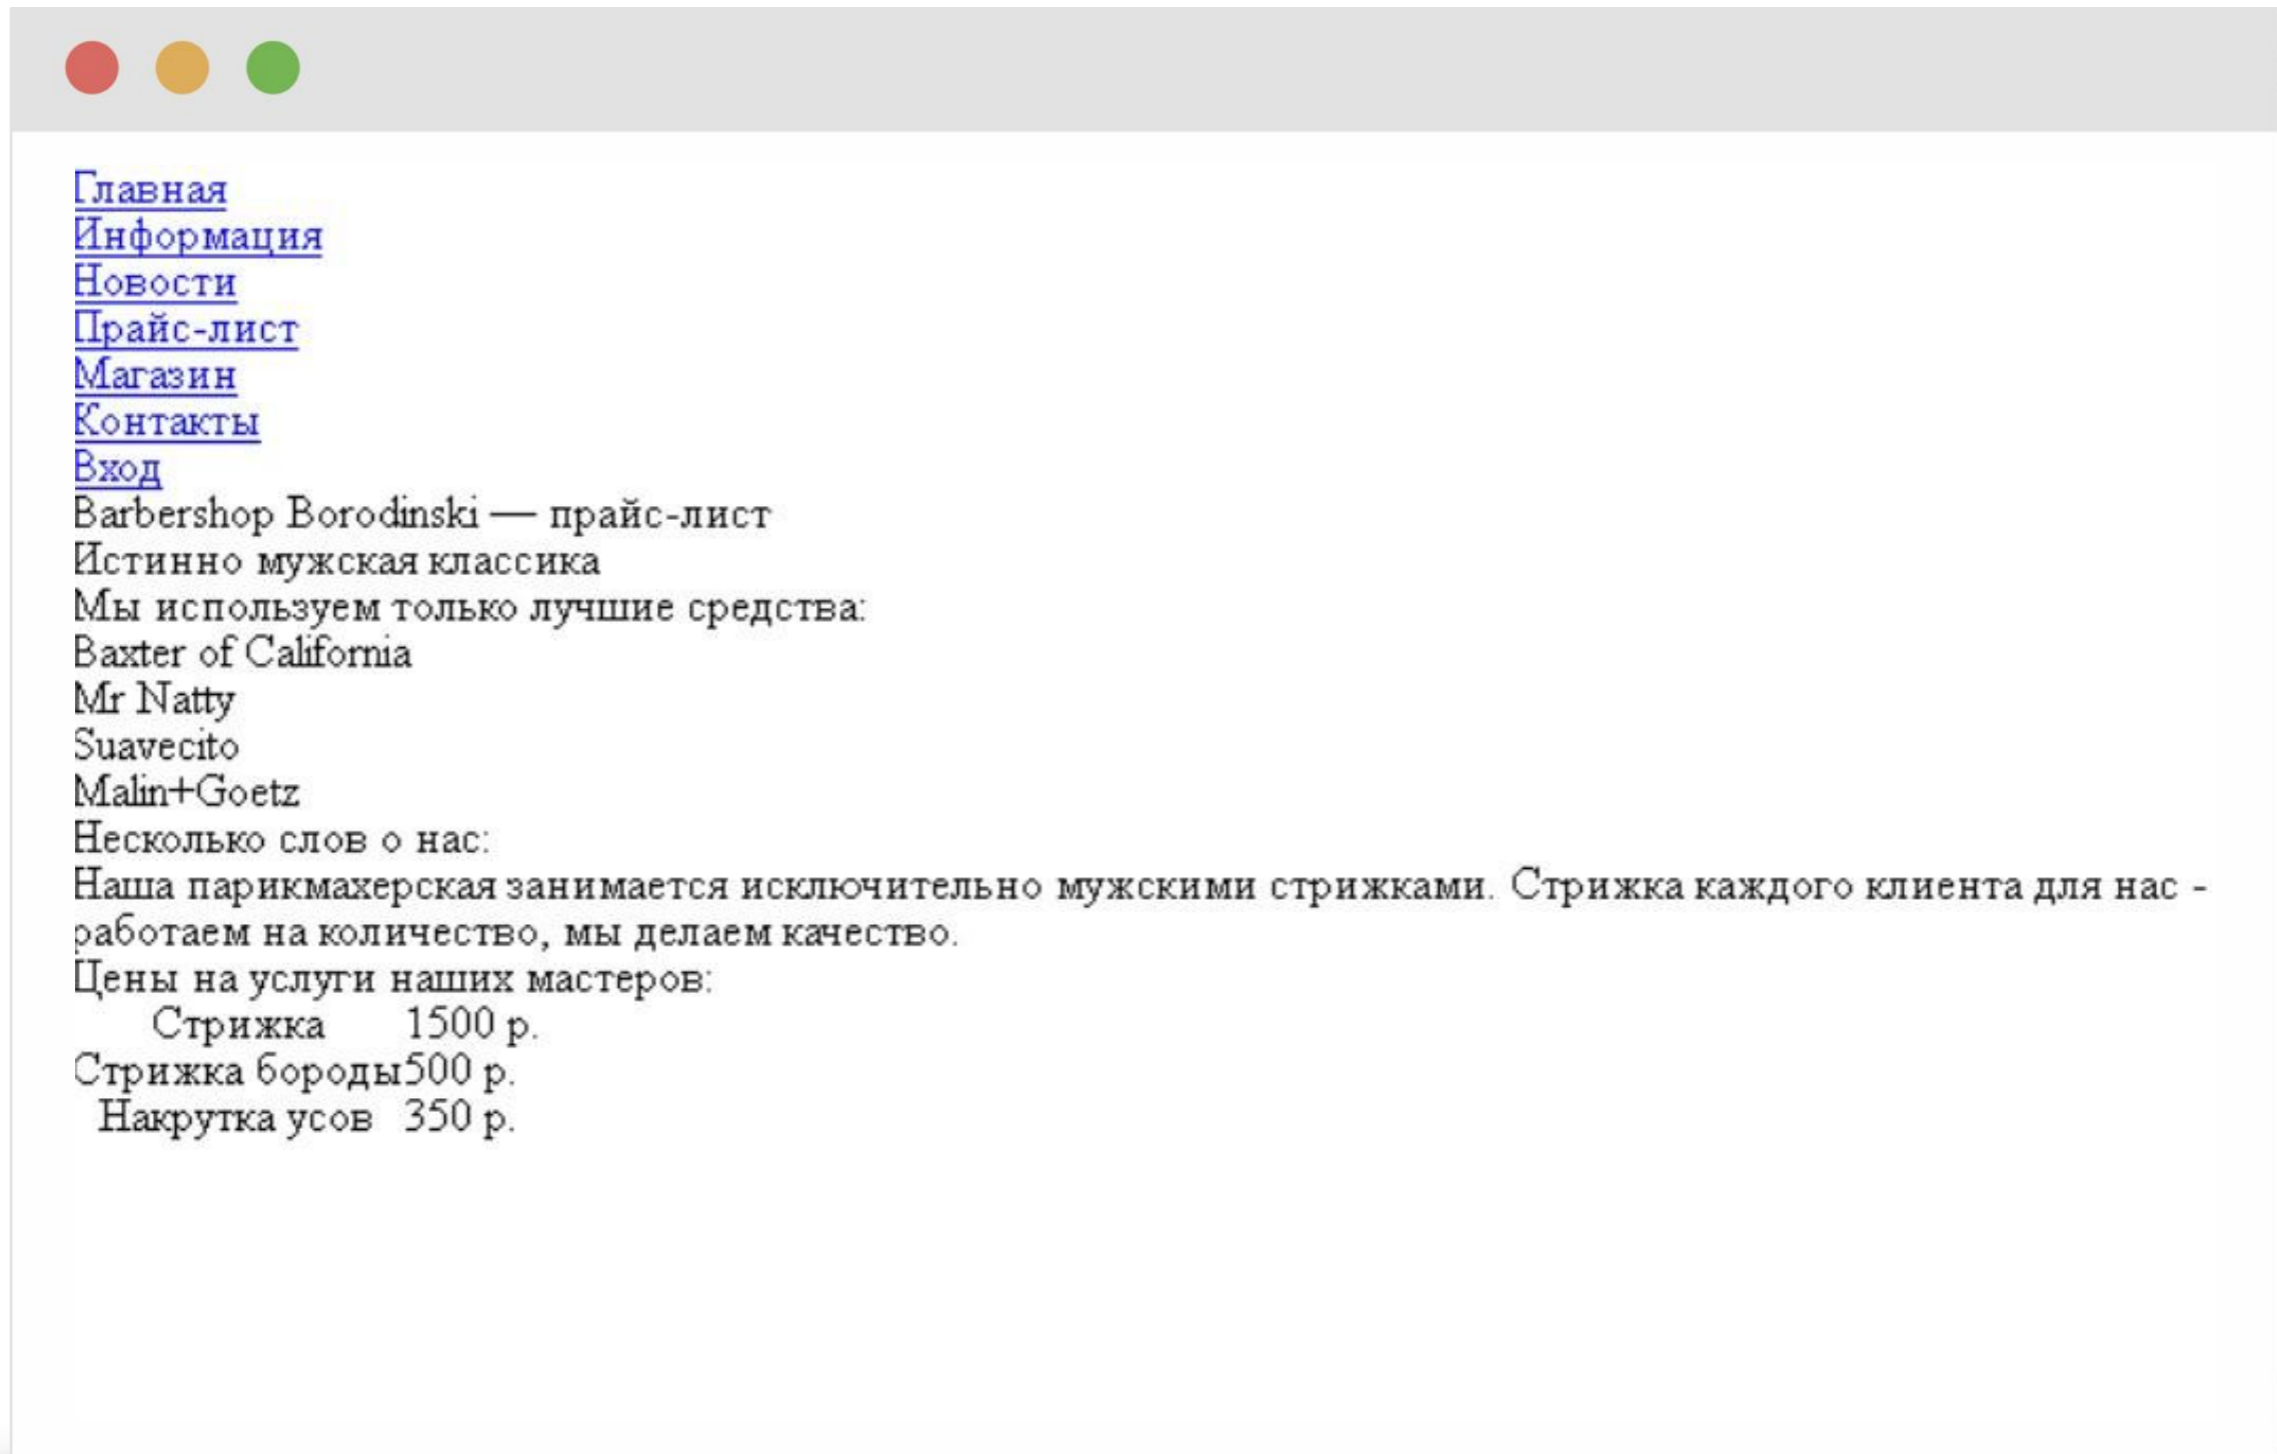 Главная
Информация
Новости
Прайс-лист
Магазин
Контакты
Вход
Barbershop Borodinski — прайс-лист
Истинно мужская классика
Мы используем только лучшие средства:
Baxter of California
Mr Natty
Suavecito
Malin+Goetz
Несколько слов о нас:
Наша парикмахерская занимается исключительно мужскими стрижками. Стрижка каждого клиента для нас -
работаем на количество, мы делаем качество.
Цены на услуги наших мастеров:
Стрижка 1500 р.
Стрижка бороды 500 р.
Накрутка усов 350 р.